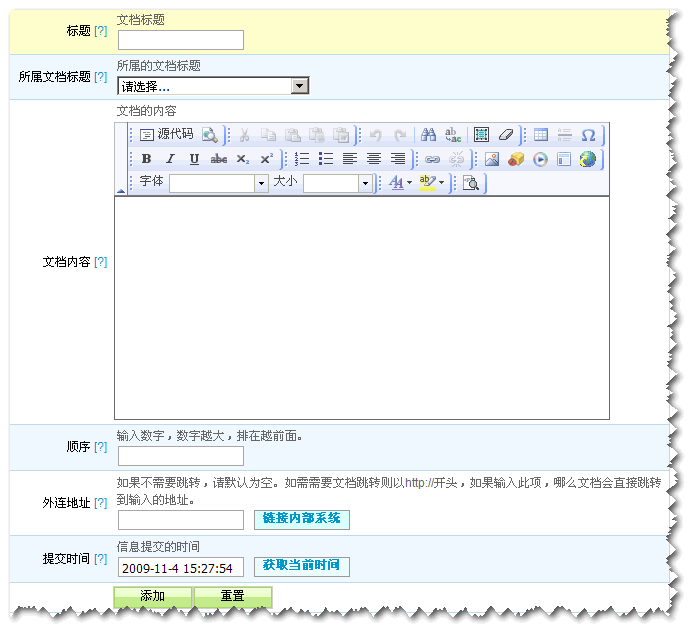 文档标题
标题 [?]
所属的文档标题
所属文档标题 [?]
请选择...
文档的内容
源代码
B I U abc X₂ X²
字体 大小
文档内容 [?]
输入数字，数字越大，排在越前面。
顺序 [?]
如果不需要跳转，请默认为空。如需需要文档跳转则以http://开头，如果输入此项，哪么文档会直接跳转
到输入的地址。
外连地址 [?]
链接内部系统
信息提交的时间
提交时间 [?]
2009-11-4 15:27:54 获取当前时间
添加 重置